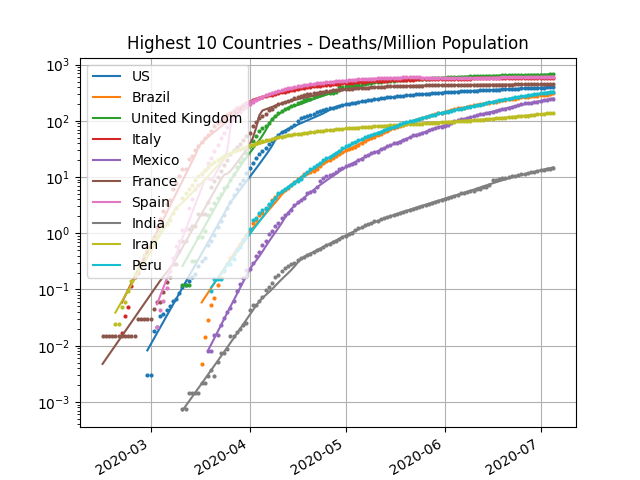 Highest 10 Countries - Deaths/Million Population
10³
10²
10¹
10⁰
10⁻¹
10⁻²
10⁻³
US
Brazil
United Kingdom
Italy
Mexico
France
Spain
India
Iran
Peru
2020-03
2020-04
2020-05
2020-06
2020-07